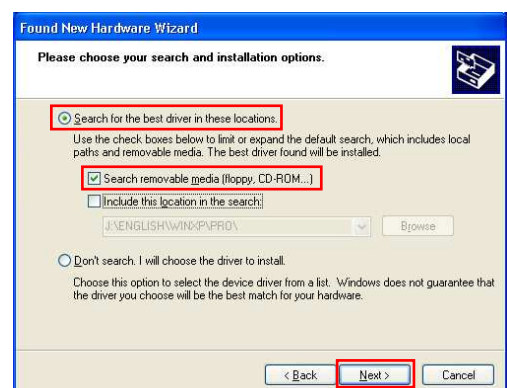 Found New Hardware Wizard
Please choose your search and installation options.
Search for the best driver in these locations.
Use the check boxes below to limit or expand the default search, which includes local
paths and removable media. The best driver found will be installed.
Search removable media (floppy, CD-ROM...)
Include this location in the search:
J:\ENGLISH\WINXP\PRO\
Browse
Don't search. I will choose the driver to install.
Choose this option to select the device driver from a list. Windows does not guarantee that
the driver you choose will be the best match for your hardware.
< Back
Next >
Cancel